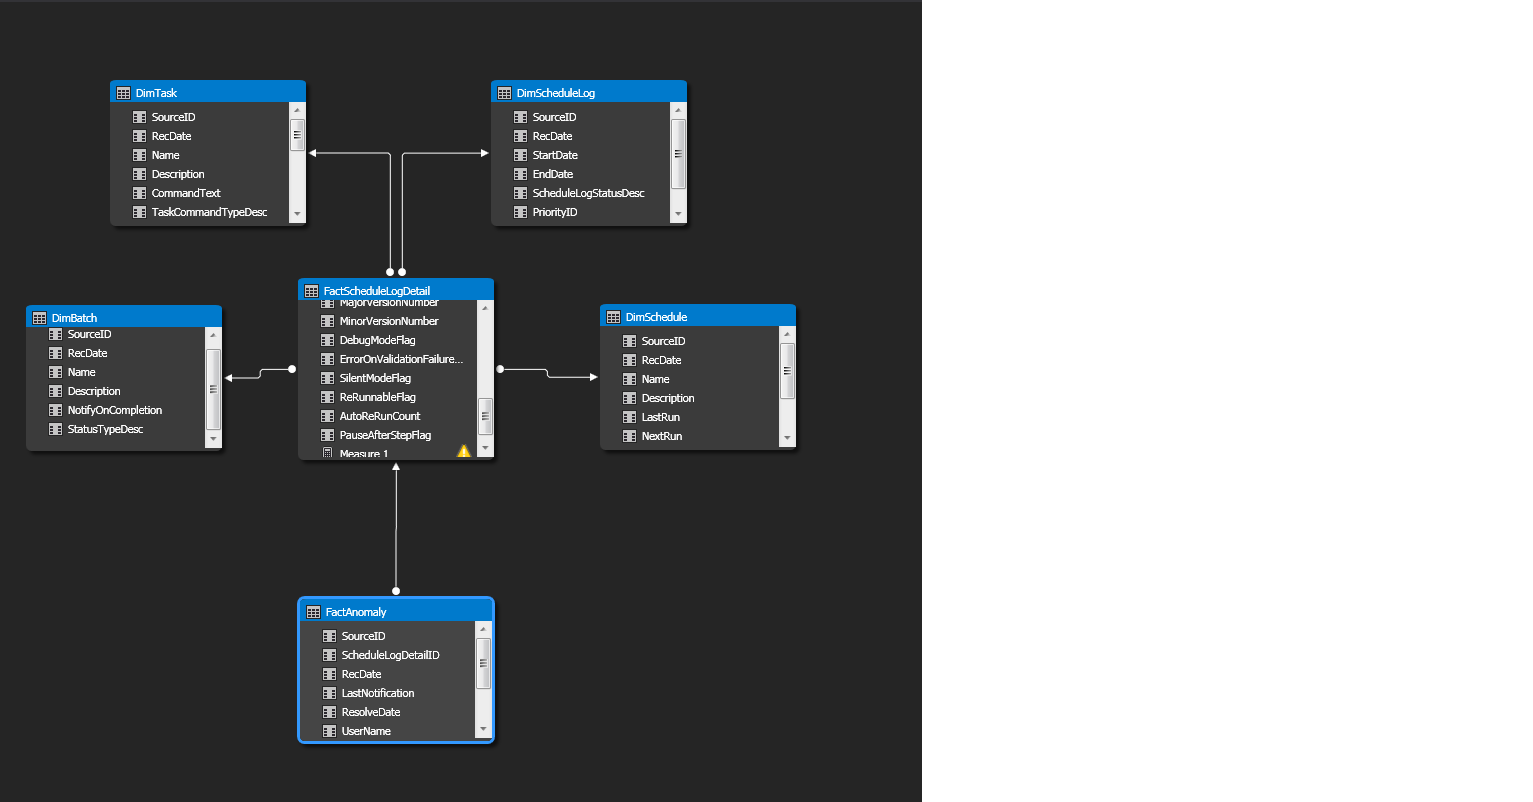 DimTask
SourceID
RecDate
Name
Description
CommandText
TaskCommandTypeDesc
DimScheduleLog
SourceID
RecDate
StartDate
EndDate
ScheduleLogStatusDesc
PriorityID
DimBatch
SourceID
RecDate
Name
Description
NotifyOnCompletion
StatusTypeDesc
FactScheduleLogDetail
MajorVersionNumber
MinorVersionNumber
DebugModeFlag
ErrorOnValidationFailure...
SilentModeFlag
ReRunnableFlag
AutoReRunCount
PauseAfterStepFlag
Measure 1
DimSchedule
SourceID
RecDate
Name
Description
LastRun
NextRun
FactAnomaly
SourceID
ScheduleLogDetailID
RecDate
LastNotification
ResolveDate
UserName